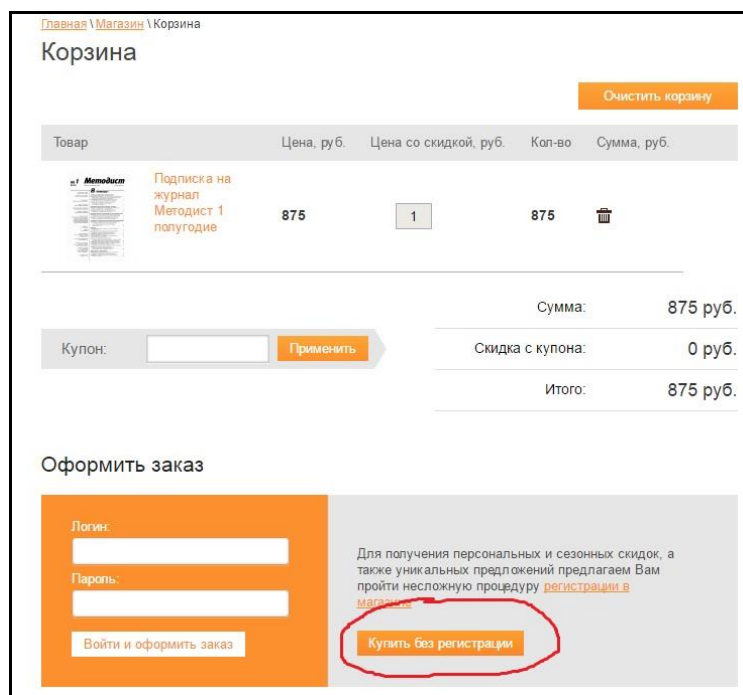 Главная \ Магазин \ Корзина
Корзина
Очистить корзину
Товар Цена, руб. Цена со скидкой, руб. Кол-во Сумма, руб.
Методист
Подписка на
журнал
Методист 1
полугодие
875 1 875
Сумма: 875 руб.
Купон: Применить
Скидка с купона: 0 руб.
Итого: 875 руб.
Оформить заказ
Логин:
Пароль:
Войти и оформить заказ
Для получения персональных и сезонных скидок, а
также уникальных предложений предлагаем Вам
пройти несложную процедуру регистрации в
магазине
Купить без регистрации